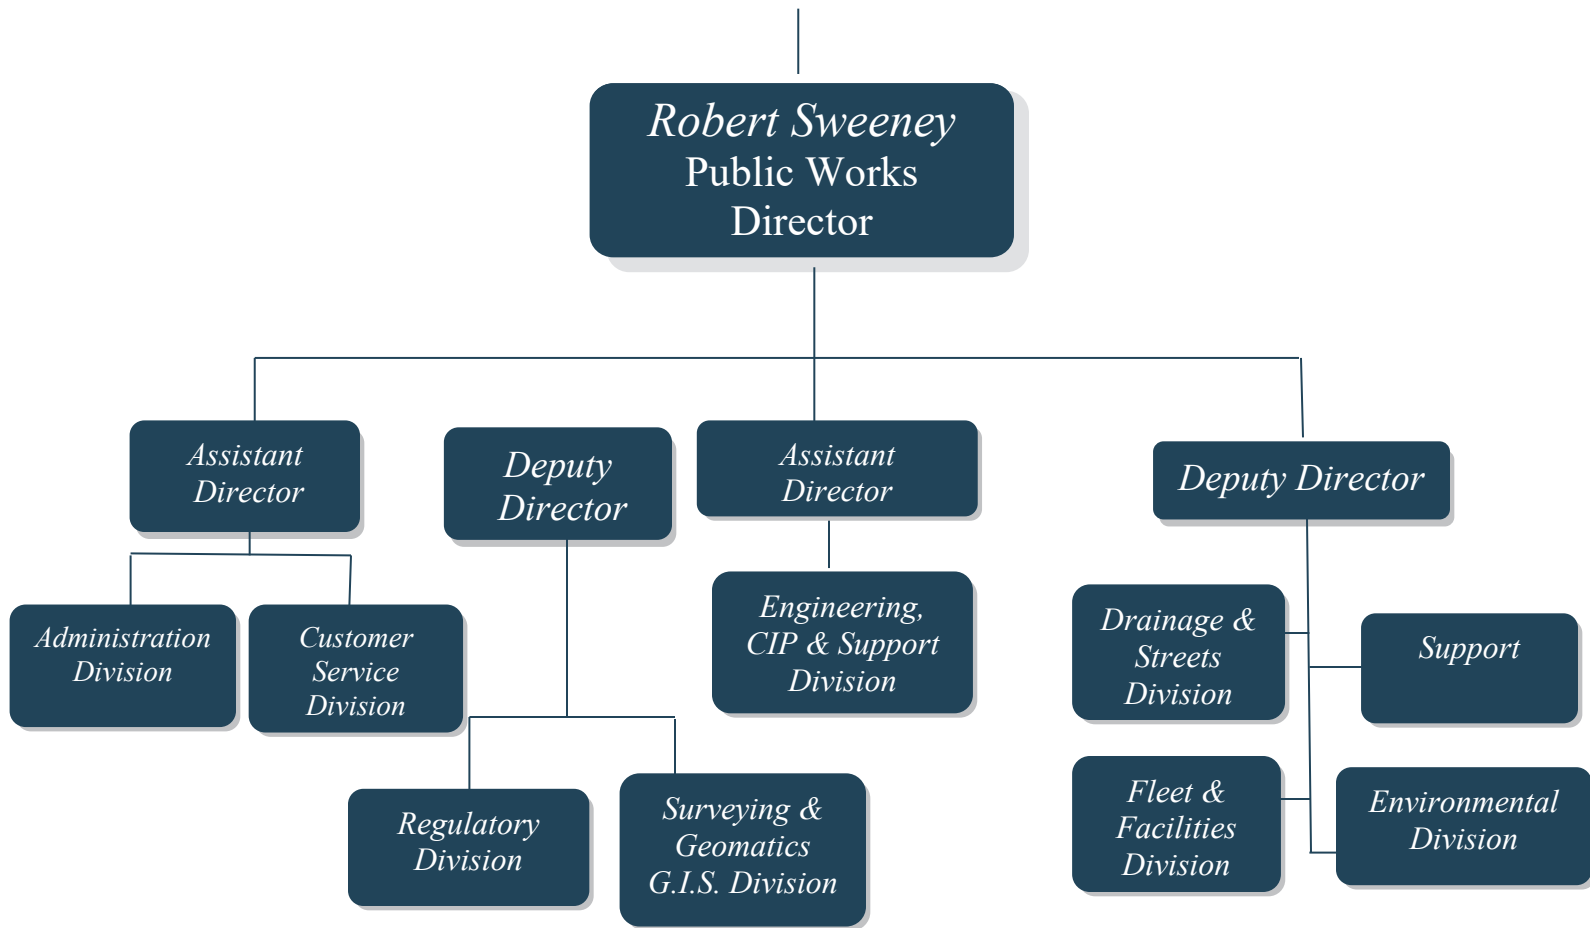 Robert Sweeney
Public Works
Director
Assistant
Director
Deputy
Director
Assistant
Director
Deputy Director
Administration
Division
Customer
Service
Division
Engineering,
CIP & Support
Division
Drainage &
Streets
Division
Support
Regulatory
Division
Surveying &
Geomatics
G.I.S. Division
Fleet &
Facilities
Division
Environmental
Division